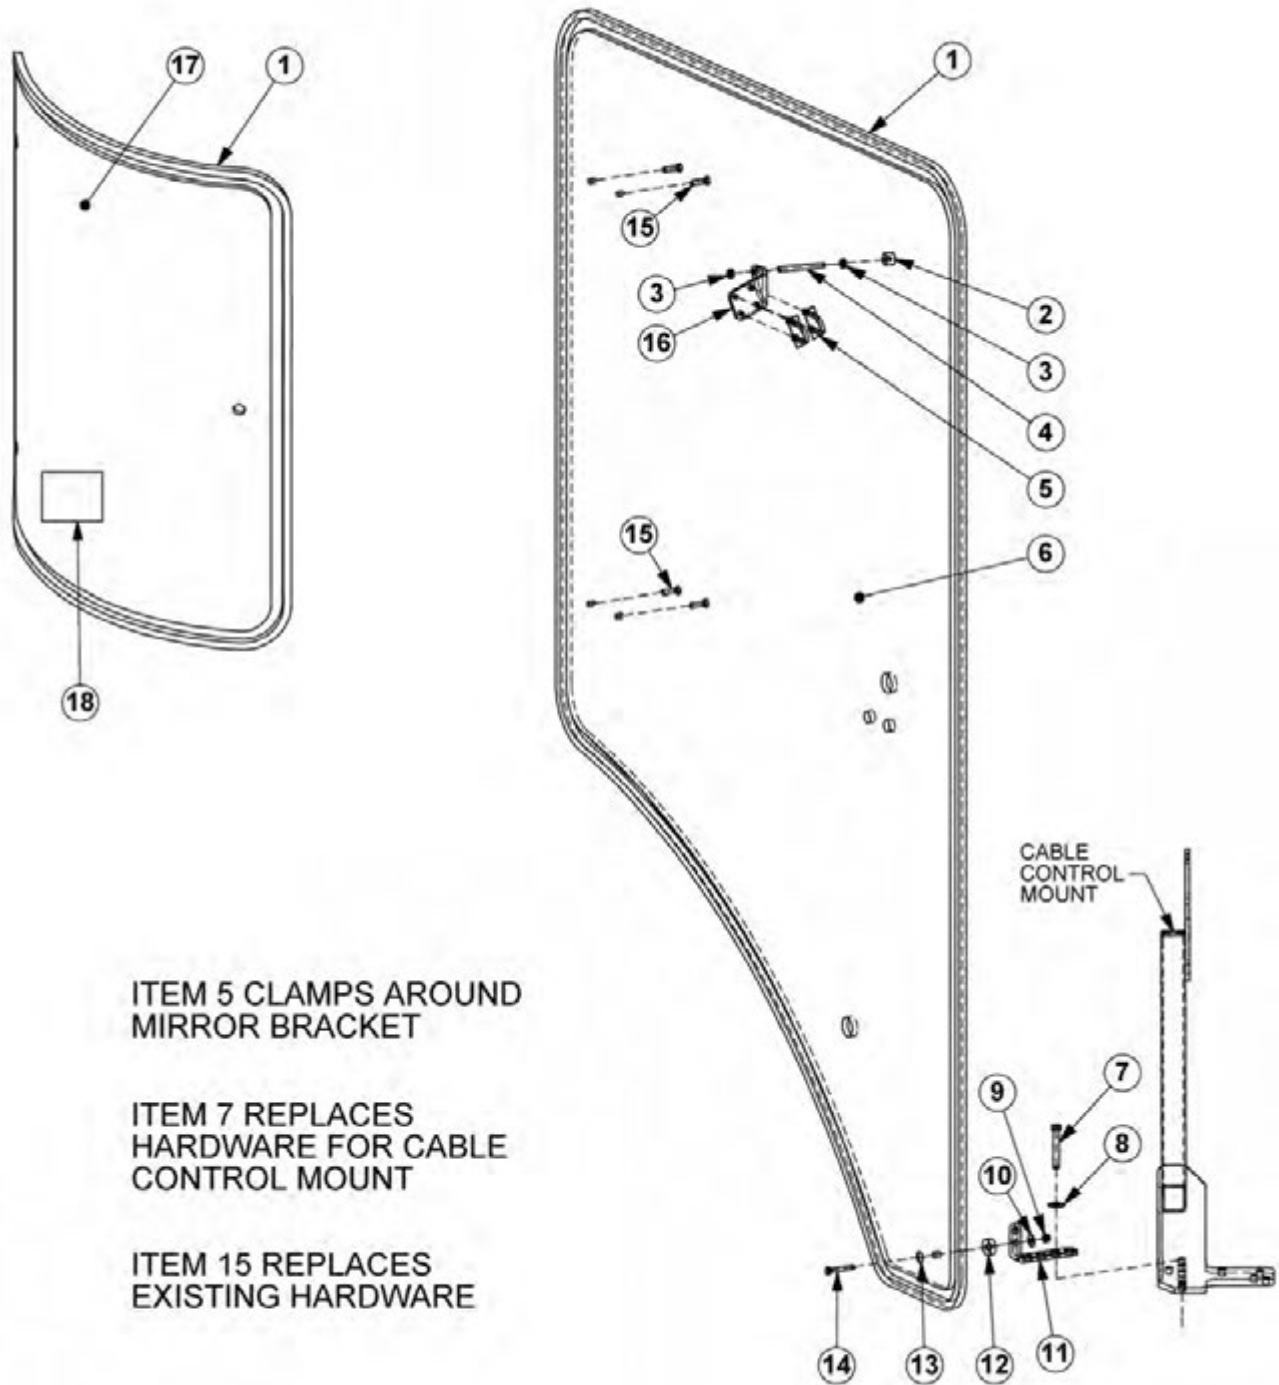 17
1
1
15
3
2
16
3
4
5
15
6
18
CABLE
CONTROL
MOUNT
ITEM 5 CLAMPS AROUND
MIRROR BRACKET
7
9
ITEM 7 REPLACES
HARDWARE FOR CABLE
CONTROL MOUNT
8
10
ITEM 15 REPLACES
EXISTING HARDWARE
14
13
12
11